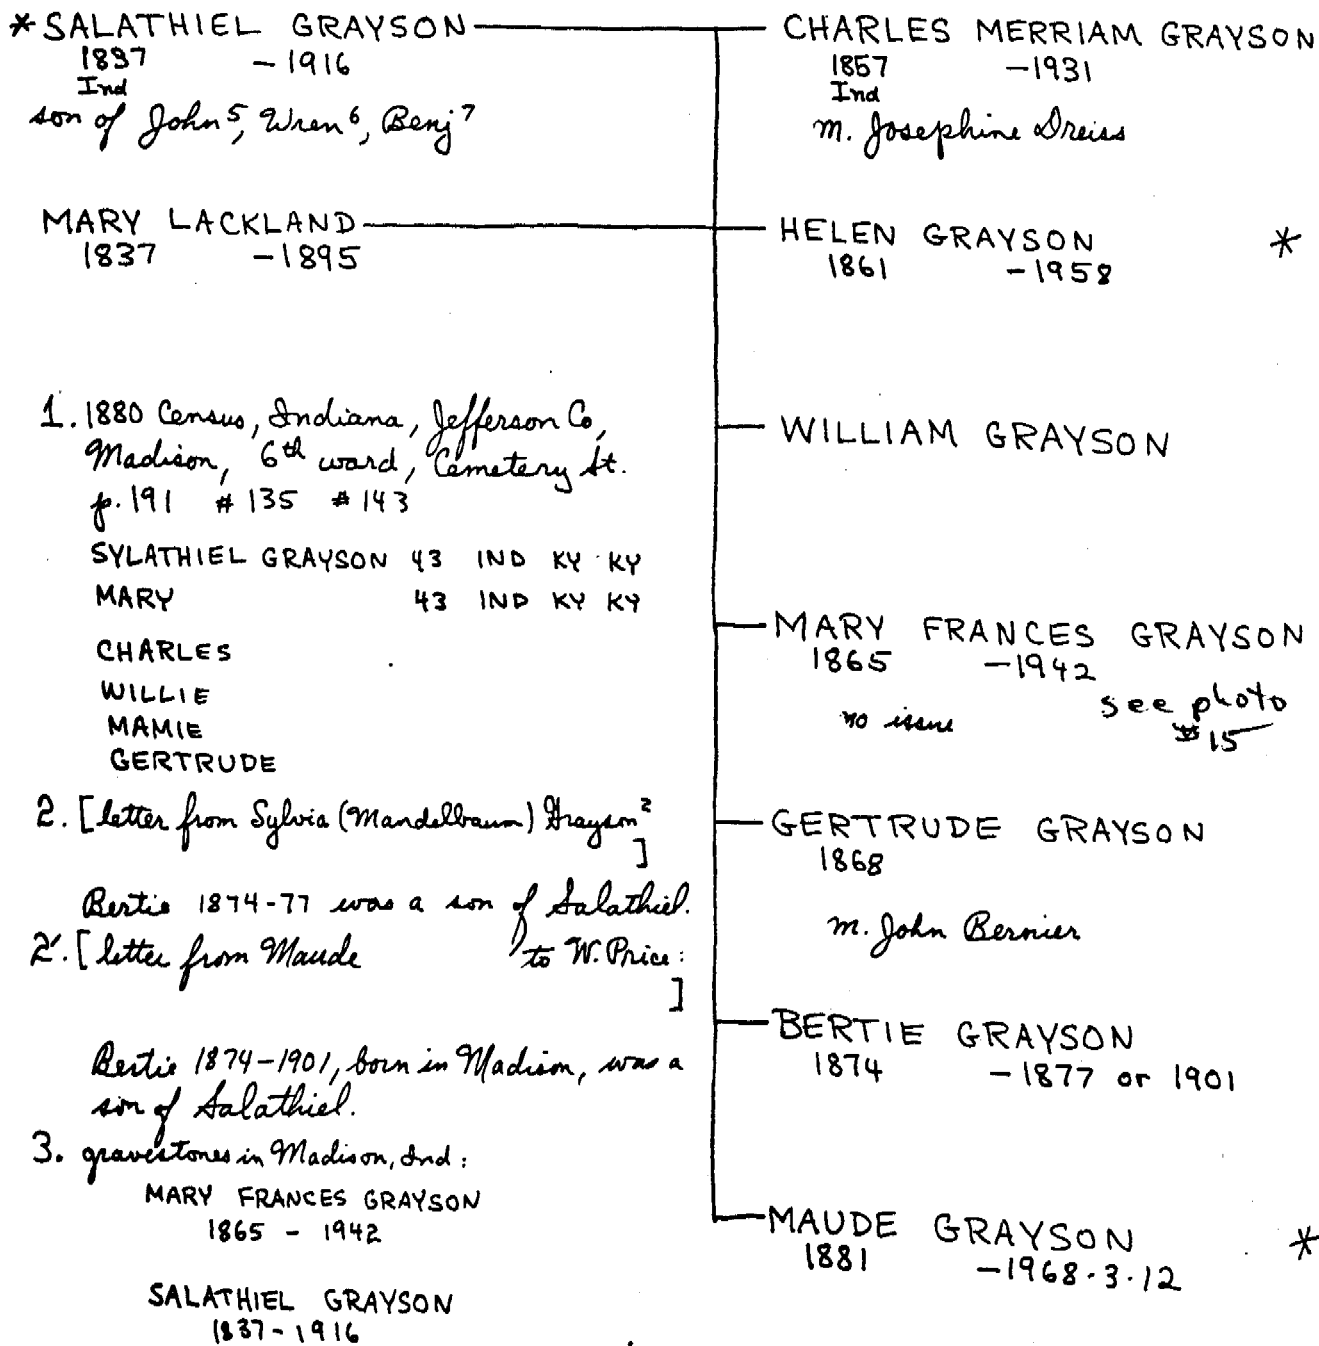 *SALATHIEL GRAYSON
1837 -1916
Ind
son of John5, Wren6, Benj7
MARY LACKLAND
1837 -1895
1. 1880 Census, Indiana, Jefferson Co,
Madison, 6th ward, Cemetery St.
p. 191 #135 #143
SYLATHIEL GRAYSON 43 IND KY KY
MARY 43 IND KY KY
CHARLES
WILLIE
MAMIE
GERTRUDE
2. [letter from Sylvia (Mandelbaum) Grayson2
]
Bertie 1874-77 was a son of Salathiel.
2'. [letter from Maude to W. Price:
]
Bertie 1874-1901, born in Madison, was a
son of Salathiel.
3. gravestones in Madison, Ind:
MARY FRANCES GRAYSON
1865 - 1942
SALATHIEL GRAYSON
1837-1916
CHARLES MERRIAM GRAYSON
1857 -1931
Ind
m. Josephine Dreiss
HELEN GRAYSON *
1861 -1958
WILLIAM GRAYSON
MARY FRANCES GRAYSON
1865 -1942
no issue see photo
#15
GERTRUDE GRAYSON
1868
m. John Bernier
BERTIE GRAYSON
1874 -1877 or 1901
MAUDE GRAYSON *
1881 -1968.3.12